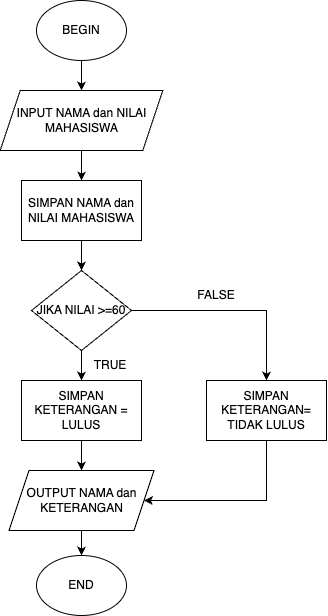 BEGIN
INPUT NAMA dan NILAI
MAHASISWA
SIMPAN NAMA dan
NILAI MAHASISWA
JIKA NILAI >=60
FALSE
TRUE
SIMPAN
KETERANGAN =
LULUS
SIMPAN
KETERANGAN=
TIDAK LULUS
OUTPUT NAMA dan
KETERANGAN
END